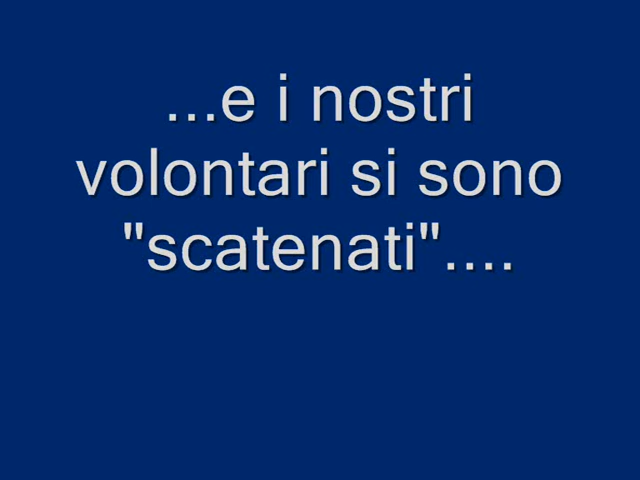 ...e i nostri
volontari si sono
"scatenati"....